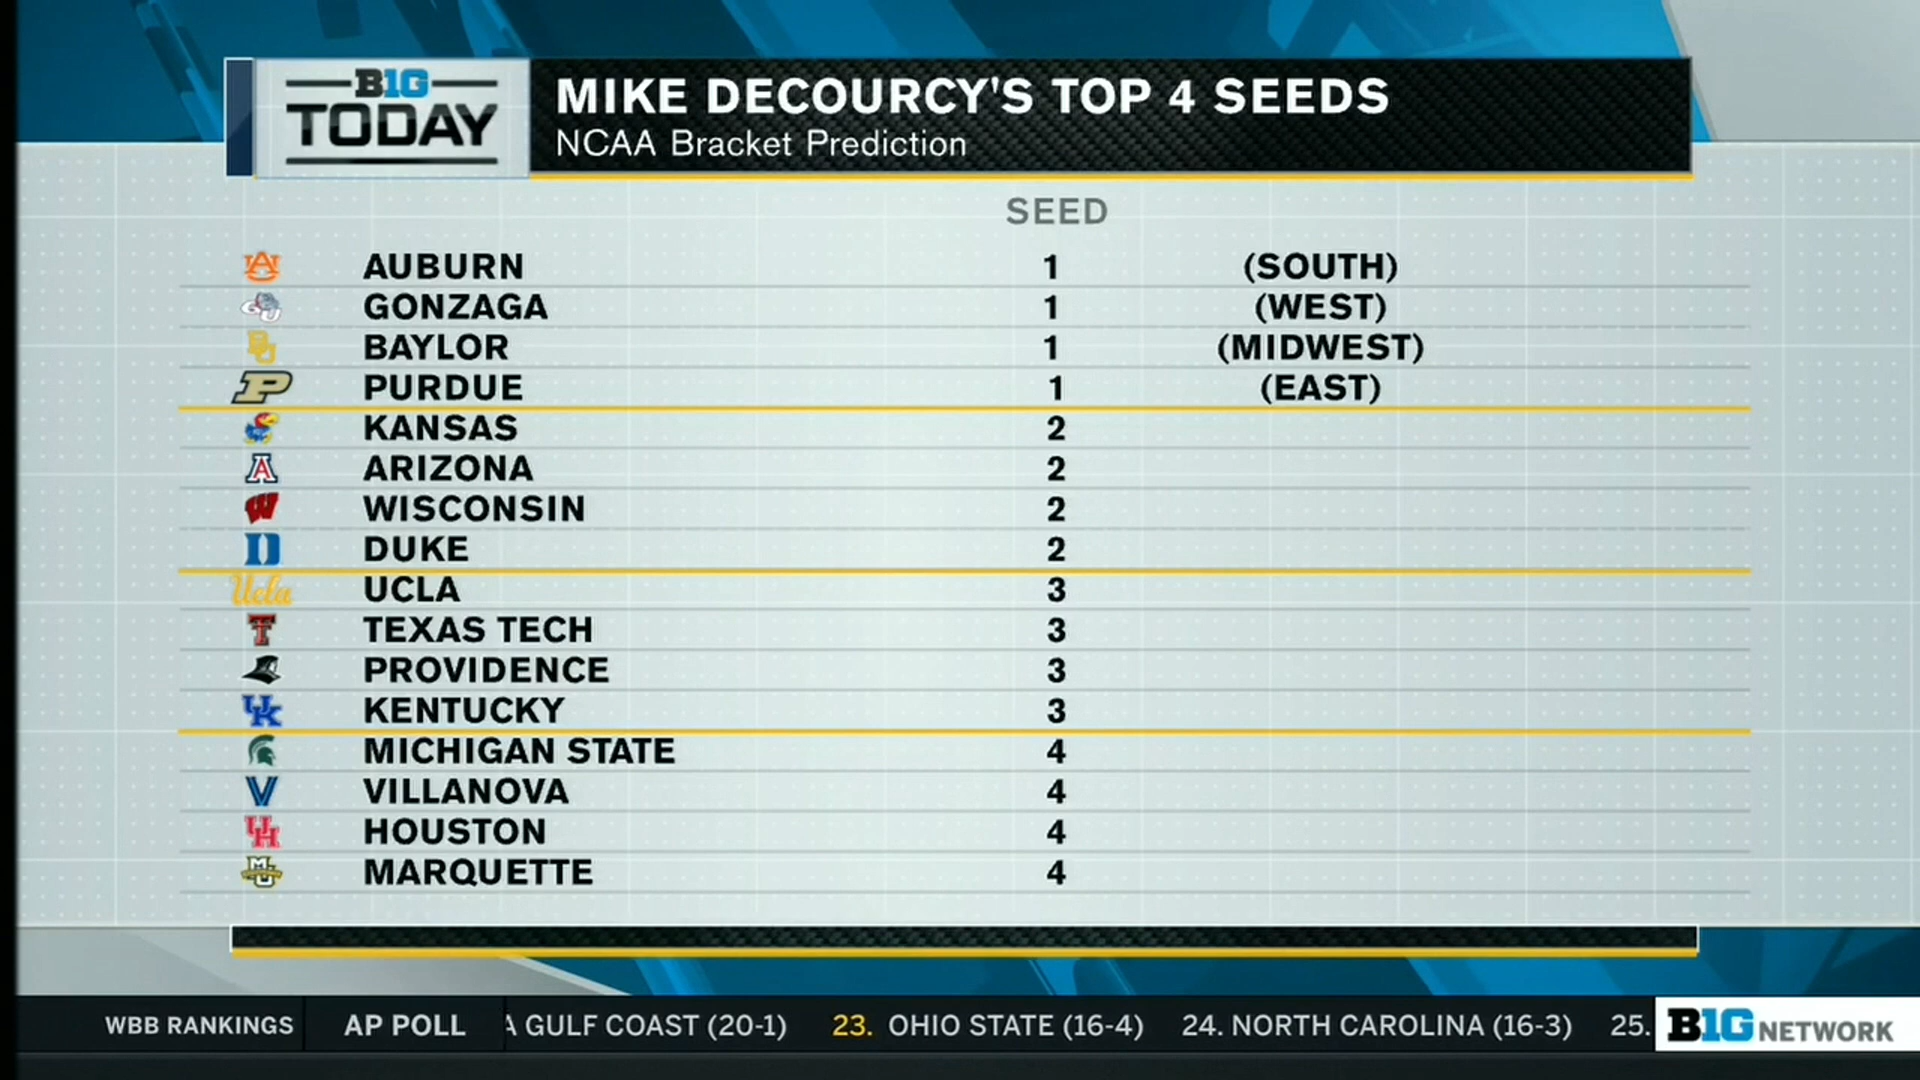 B1G
TODAY
MIKE DECOURCY'S TOP 4 SEEDS
NCAA Bracket Prediction
SEED
AUBURN 1 (SOUTH)
GONZAGA 1 (WEST)
BAYLOR 1 (MIDWEST)
PURDUE 1 (EAST)
KANSAS 2
ARIZONA 2
WISCONSIN 2
DUKE 2
Ucla UCLA 3
TEXAS TECH 3
PROVIDENCE 3
KENTUCKY 3
MICHIGAN STATE 4
VILLANOVA 4
HOUSTON 4
MARQUETTE 4
WBB RANKINGS AP POLL A GULF COAST (20-1) 23. OHIO STATE (16-4) 24. NORTH CAROLINA (16-3) 25. B1G NETWORK